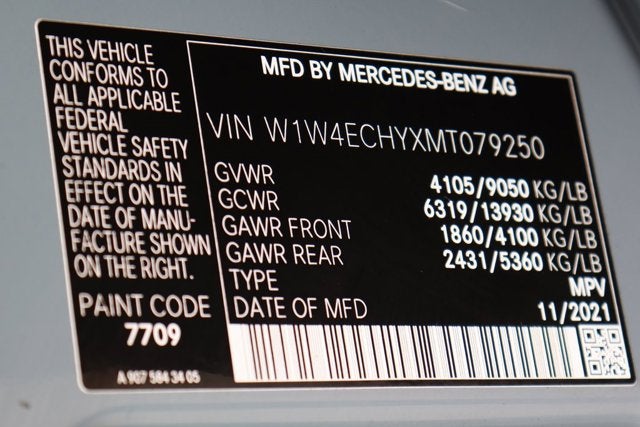 THIS VEHICLE
CONFORMS TO
ALL APPLICABLE
FEDERAL
VEHICLE SAFETY
STANDARDS IN
EFFECT ON THE
DATE OF MANU-
FACTURE SHOWN
ON THE RIGHT.
PAINT CODE
7709
A 907 584 34 05
MFD BY MERCEDES-BENZ AG
VIN W1W4ECHYXMT079250
GVWR 4105/9050 KG/LB
GCWR 6319/13930 KG/LB
GAWR FRONT 1860/4100 KG/LB
GAWR REAR 2431/5360 KG/LB
TYPE MPV
DATE OF MFD 11/2021